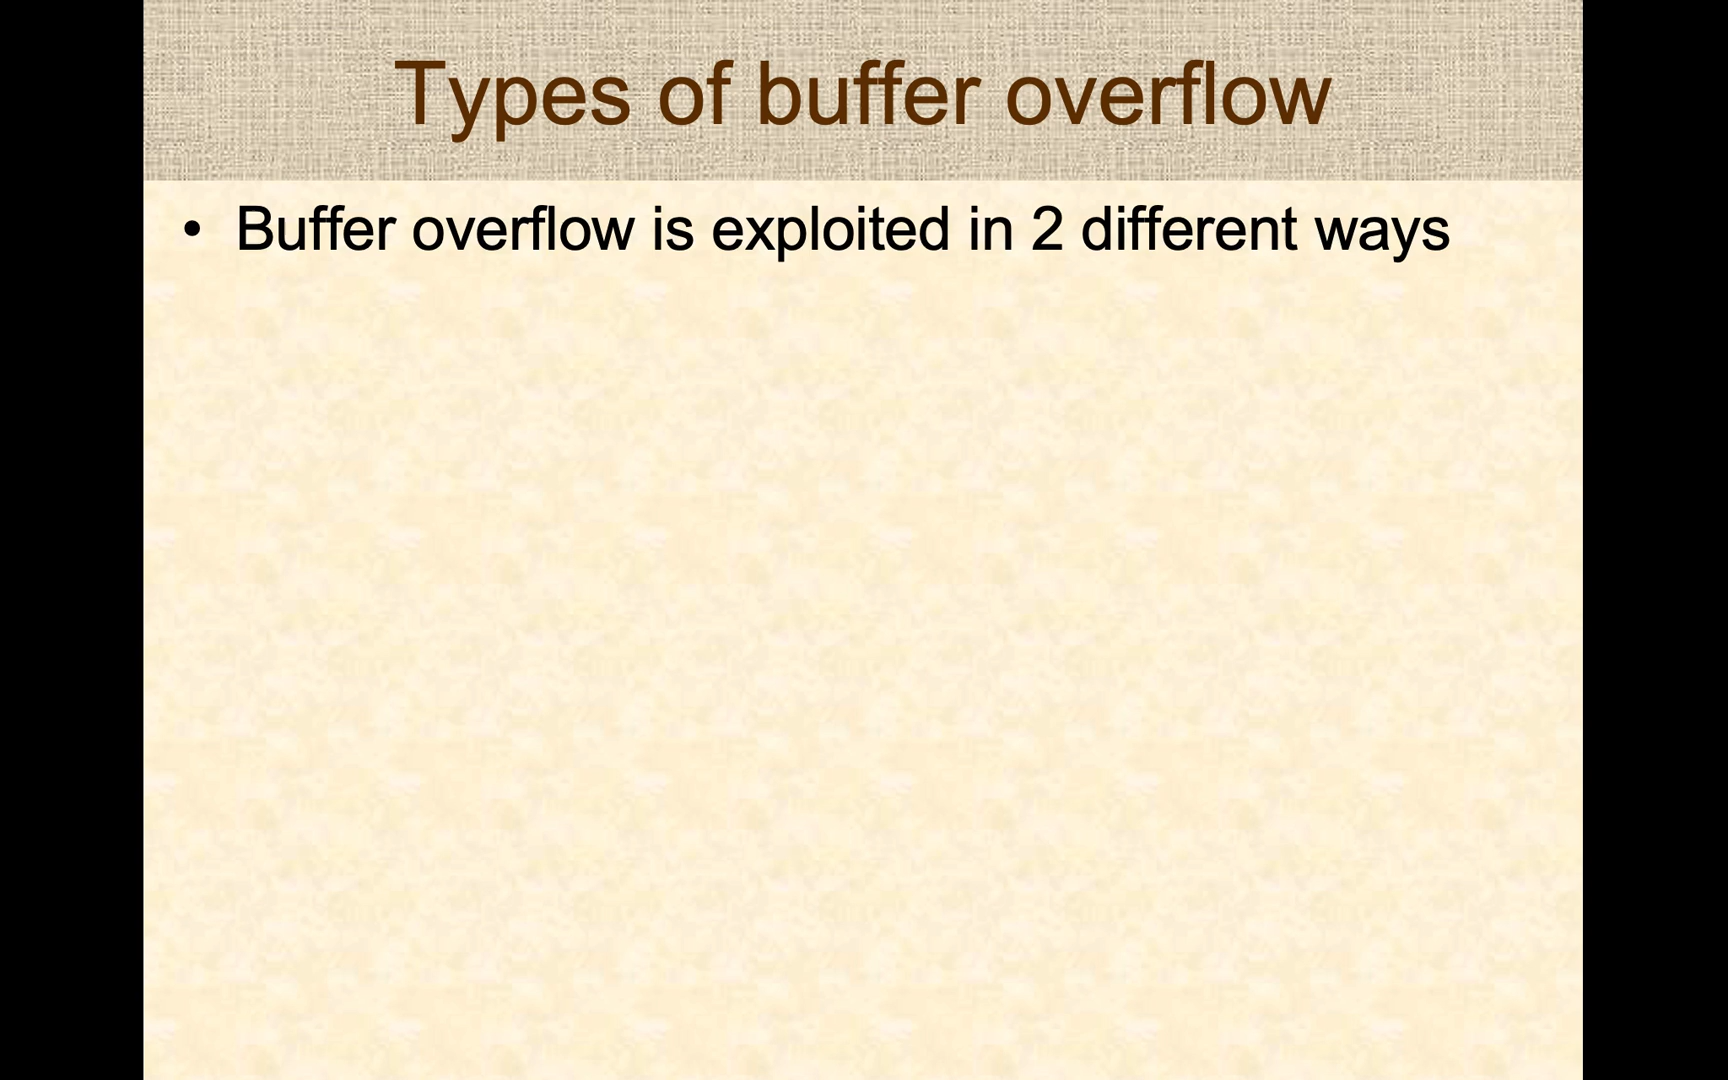 Types of buffer overflow
• Buffer overflow is exploited in 2 different ways